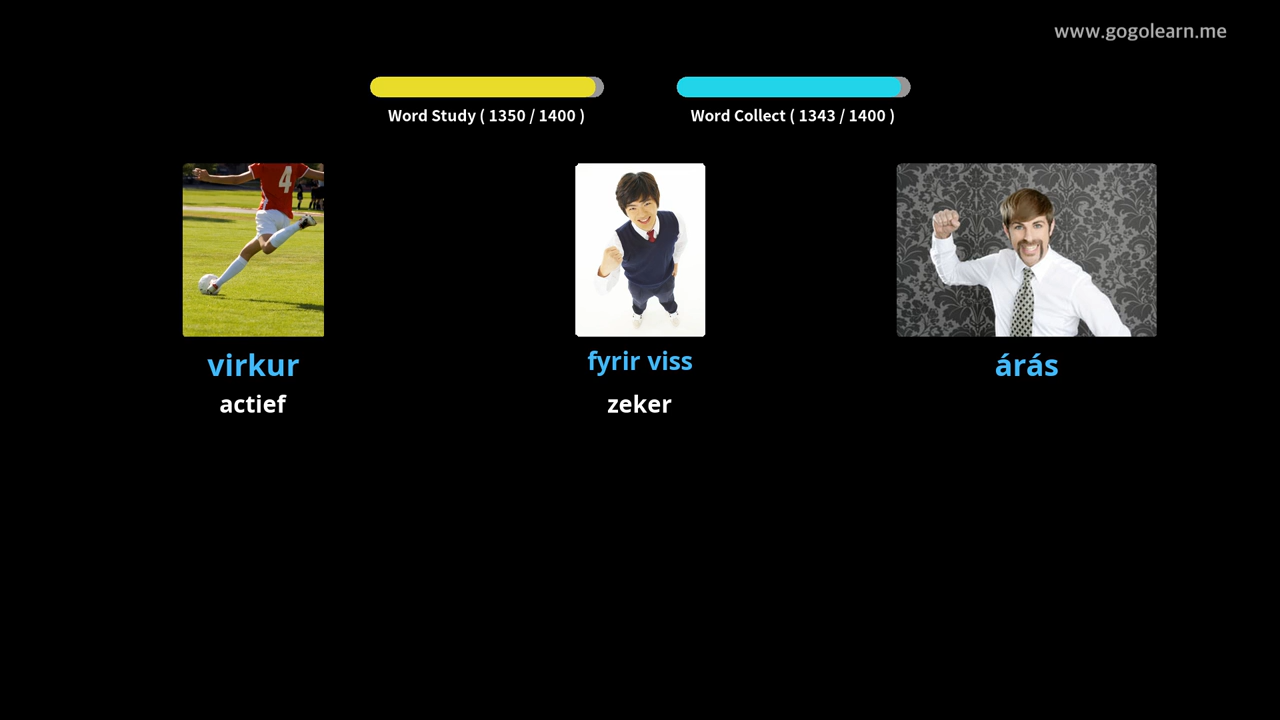 www.gogolearn.me
Word Study ( 1350 / 1400 )
Word Collect ( 1343 / 1400 )
4
virkur
fyrir viss
árás
actief
zeker